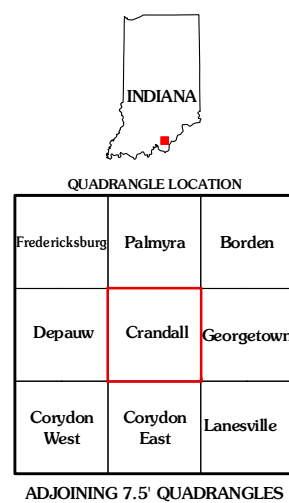 INDIANA
QUADRANGLE LOCATION
Fredericksburg Palmyra Borden
Depauw Crandall Georgetown
Corydon West Corydon East Lanesville
ADJOINING 7.5' QUADRANGLES